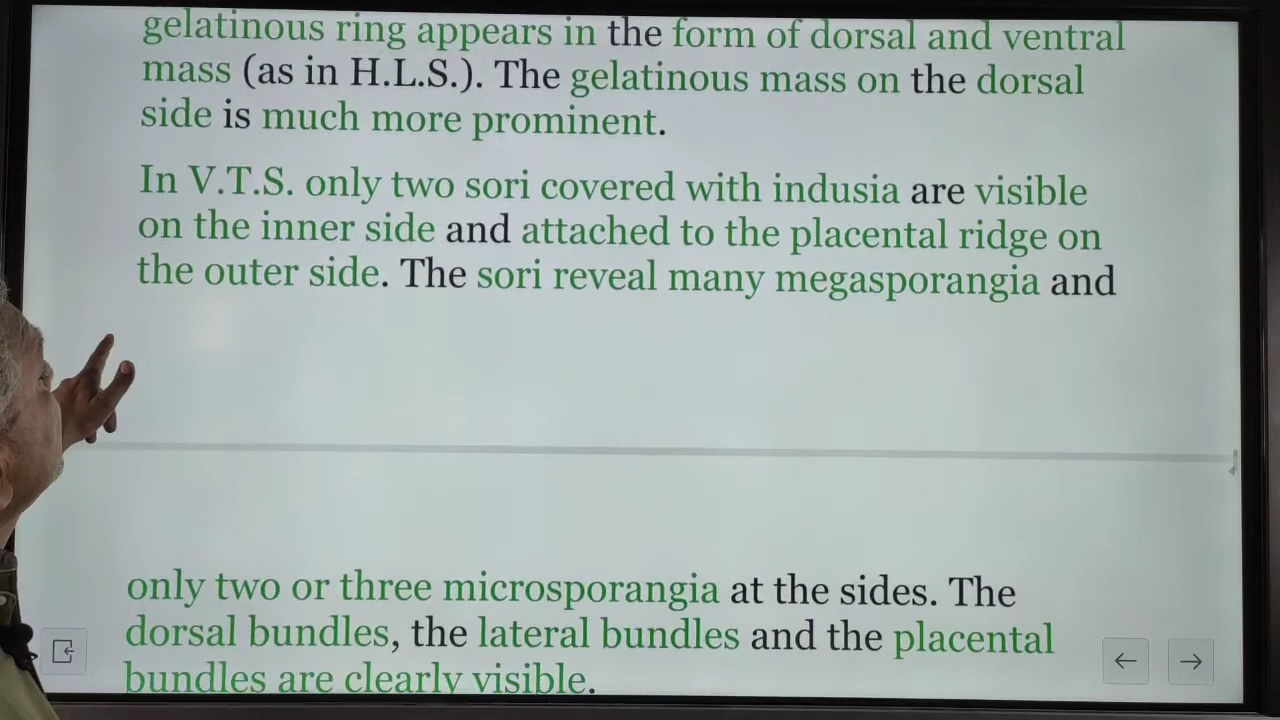 gelatinous ring appears in the form of dorsal and ventral
mass (as in H.L.S.). The gelatinous mass on the dorsal
side is much more prominent.
In V.T.S. only two sori covered with indusia are visible
on the inner side and attached to the placental ridge on
the outer side. The sori reveal many megasporangia and
only two or three microsporangia at the sides. The
dorsal bundles, the lateral bundles and the placental
bundles are clearly visible.